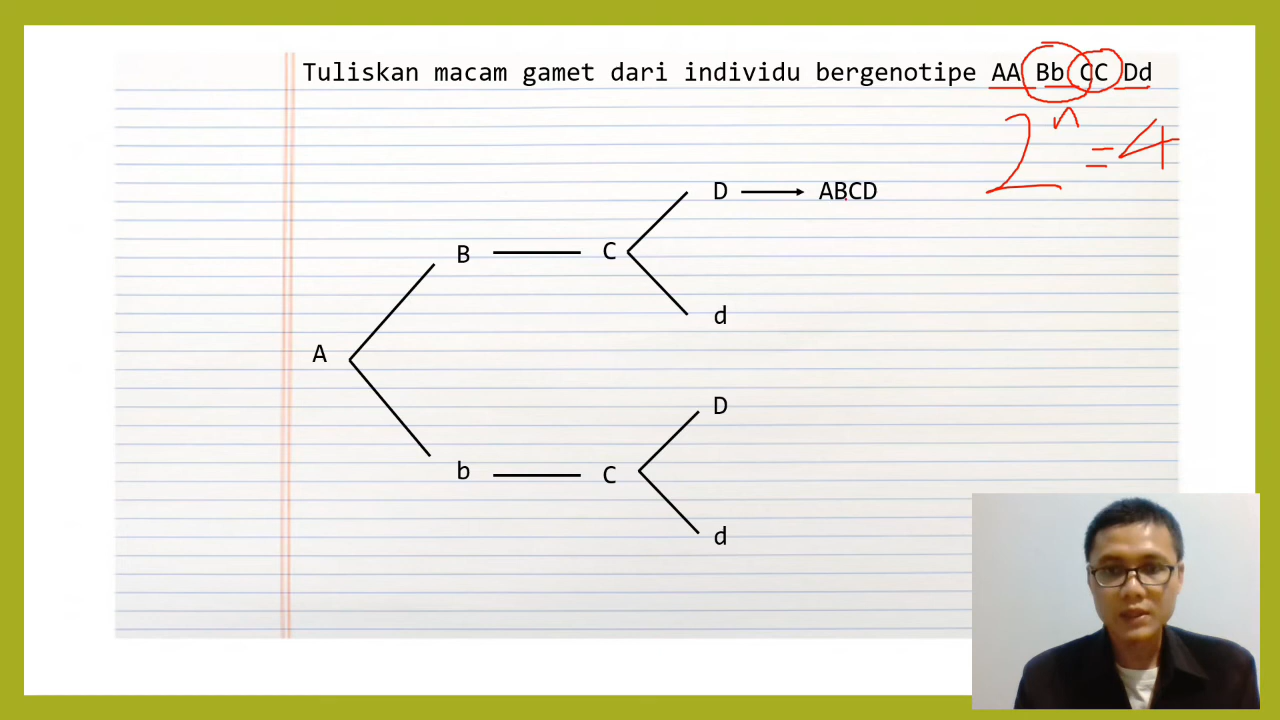 Tuliskan macam gamet dari individu bergenotipe AA Bb CC Dd
2ⁿ = 4
D → ABCD
B — C
d
A
D
b — C
d